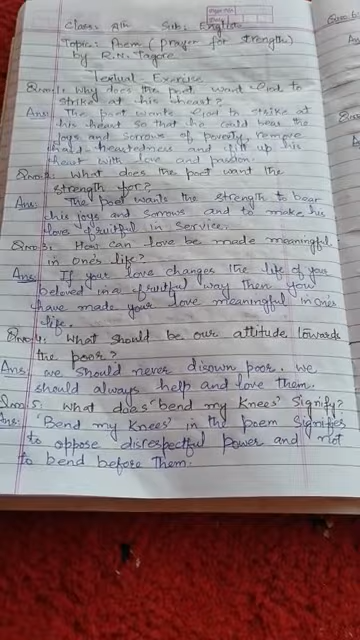 Class: 8th Sub: English
Topic: Poem (prayer for strength)
by R.N. Tagore
Textual Exercise
Qno1: Why does the poet want God to
strike at his heart?
Ans: The poet wants God to strike at
his heart so that he could bear the
joys and sorrows of poverty, remove
hard-heartedness and fill up his
heart with love and passion.
Qno2: What does the poet want the
strength for?
Ans: The poet wants the strength to bear
his joys and sorrows and to make his
love fruitful in service.
Qno3: How can love be made meaningful
in one's life?
Ans: If your love changes the life of your
beloved in a fruitful way then you
have made your love meaningful in one's
life.
Qno4: What should be our attitude towards
the poor?
Ans: we should never disown poor. we
should always help and love them.
Qno5: What does 'bend my knees' signify?
Ans: 'Bend my knees' in the poem signifies
to oppose disrespectful power and not
to bend before them.